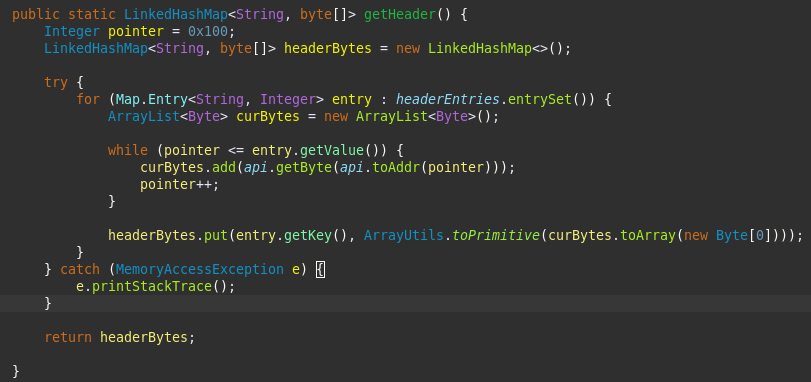 public static LinkedHashMap<String, byte[]> getHeader() {
    Integer pointer = 0x100;
    LinkedHashMap<String, byte[]> headerBytes = new LinkedHashMap<>();

    try {
        for (Map.Entry<String, Integer> entry : headerEntries.entrySet()) {
            ArrayList<Byte> curBytes = new ArrayList<Byte>();

            while (pointer <= entry.getValue()) {
                curBytes.add(api.getByte(api.toAddr(pointer)));
                pointer++;
            }

            headerBytes.put(entry.getKey(), ArrayUtils.toPrimitive(curBytes.toArray(new Byte[0])));
        }
    } catch (MemoryAccessException e) {
        e.printStackTrace();
    }

    return headerBytes;

}